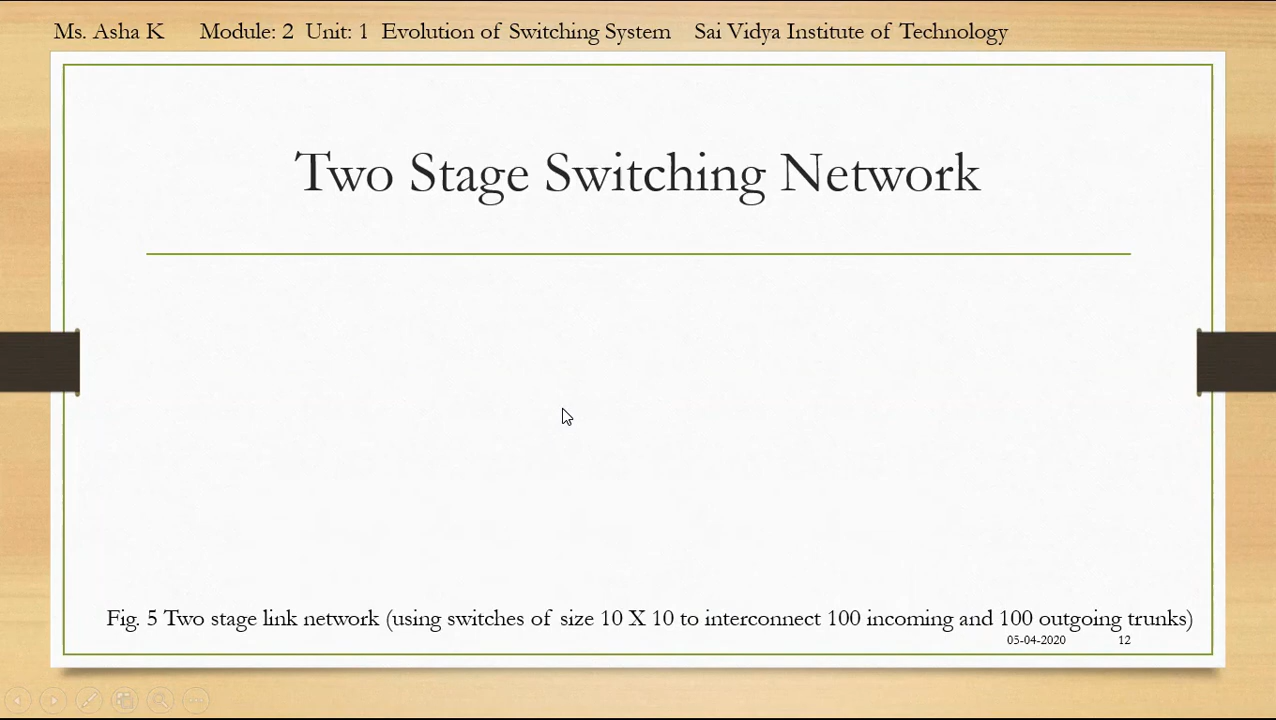 Ms. Asha K Module: 2 Unit: 1 Evolution of Switching System Sai Vidya Institute of Technology
Two Stage Switching Network
Fig. 5 Two stage link network (using switches of size 10 X 10 to interconnect 100 incoming and 100 outgoing trunks)
05-04-2020 12